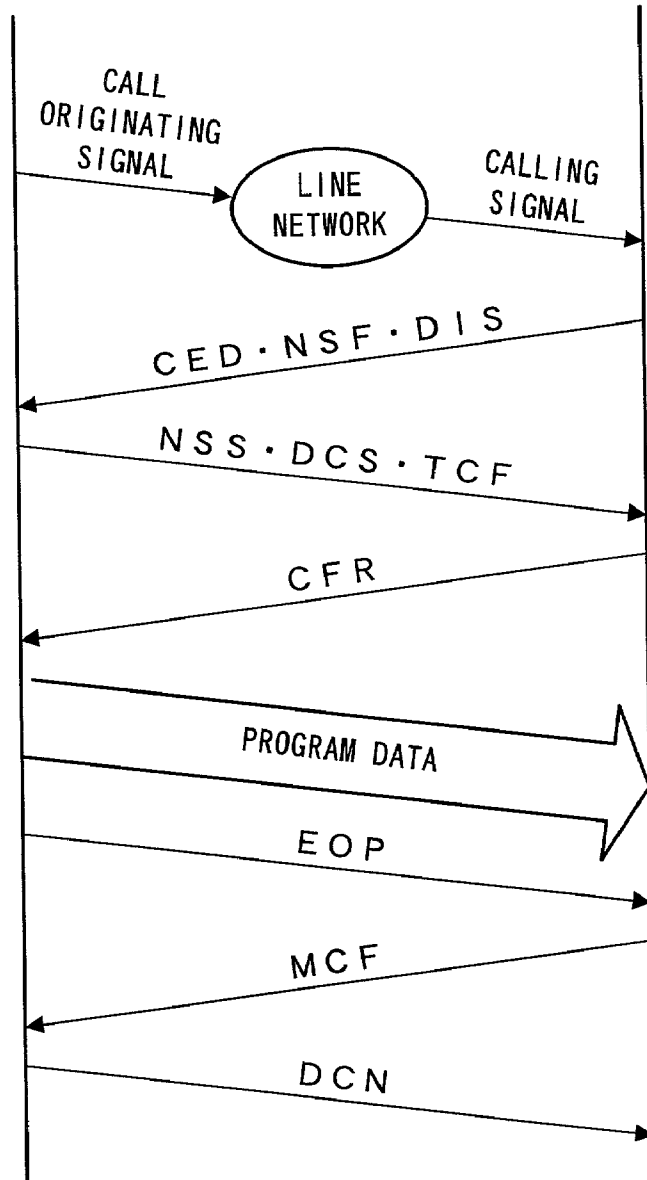 CALL
ORIGINATING
SIGNAL
LINE
NETWORK
CALLING
SIGNAL
CED・NSF・DIS
NSS・DCS・TCF
CFR
PROGRAM DATA
EOP
MCF
DCN